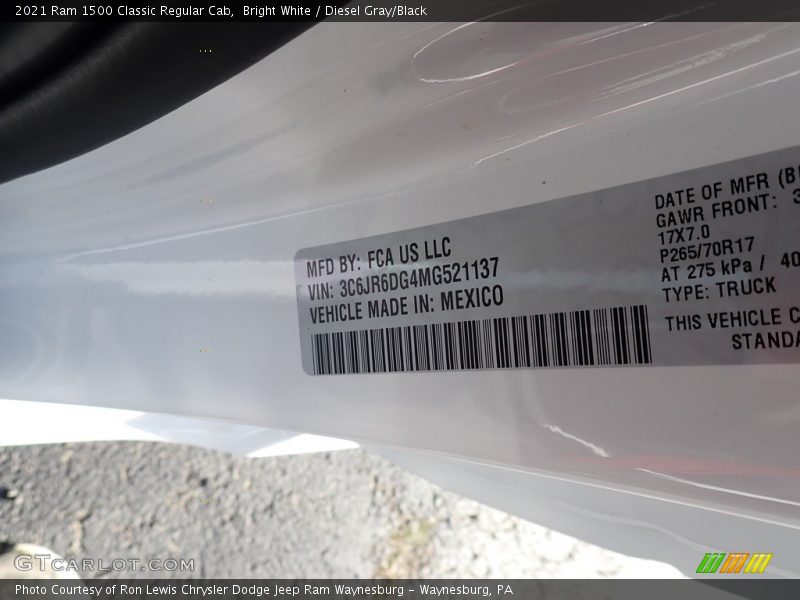 2021 Ram 1500 Classic Regular Cab,  Bright White / Diesel Gray/Black
MFD BY: FCA US LLC
VIN: 3C6JR6DG4MG521137
VEHICLE MADE IN: MEXICO
DATE OF MFR
GAWR FRONT:
17X7.0
P265/70R17
AT 275 kPa / 40
TYPE: TRUCK
THIS VEHICLE
GTCARLOT.COM
Photo Courtesy of Ron Lewis Chrysler Dodge Jeep Ram Waynesburg - Waynesburg, PA